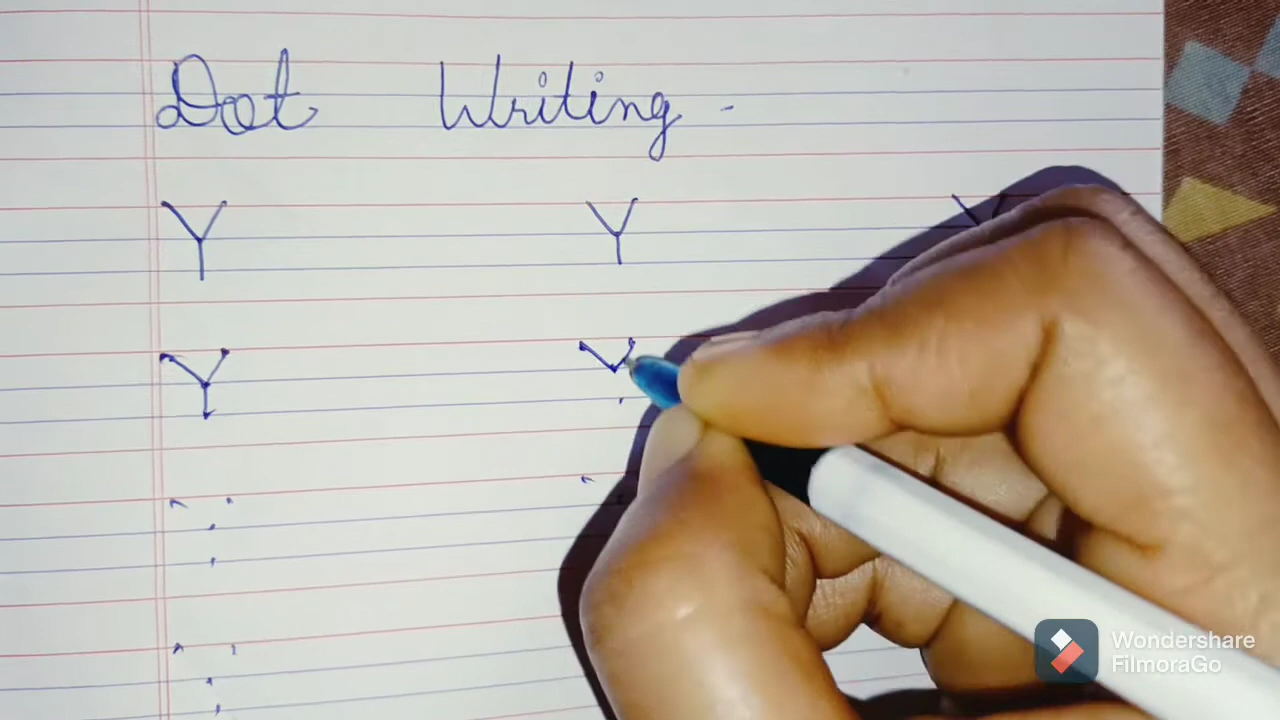 Dot Writing -
Y Y Y
Y Y
Wondershare
FilmoraGo